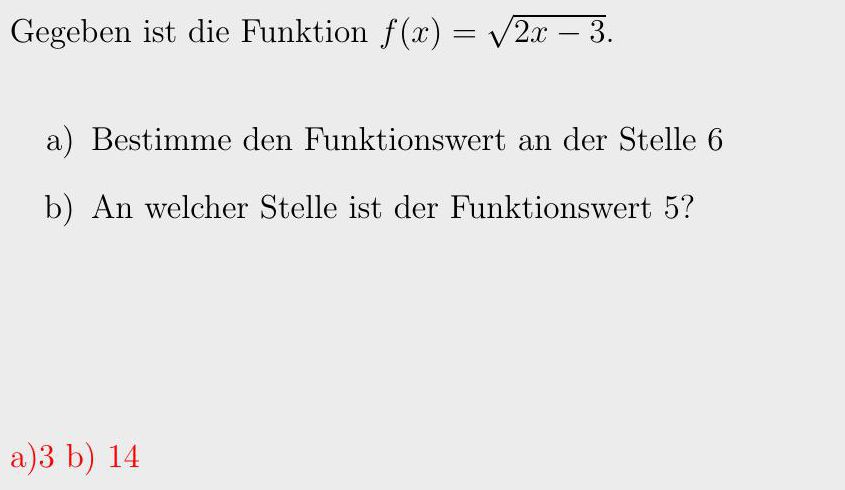 Gegeben ist die Funktion f(x) = √(2x − 3).
a) Bestimme den Funktionswert an der Stelle 6
b) An welcher Stelle ist der Funktionswert 5?
a)3 b) 14